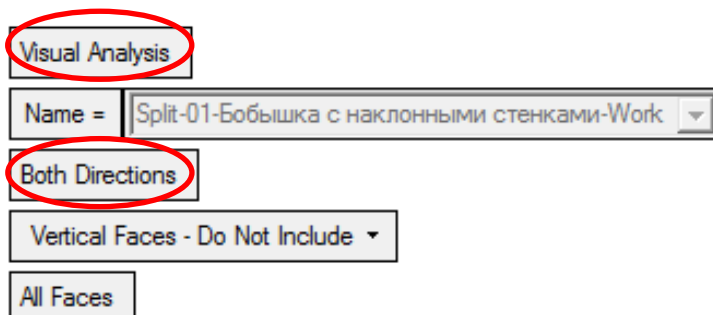 Visual Analysis
Name = Split-01-Бобышка с наклонными стенками-Work
Both Directions
Vertical Faces - Do Not Include
All Faces